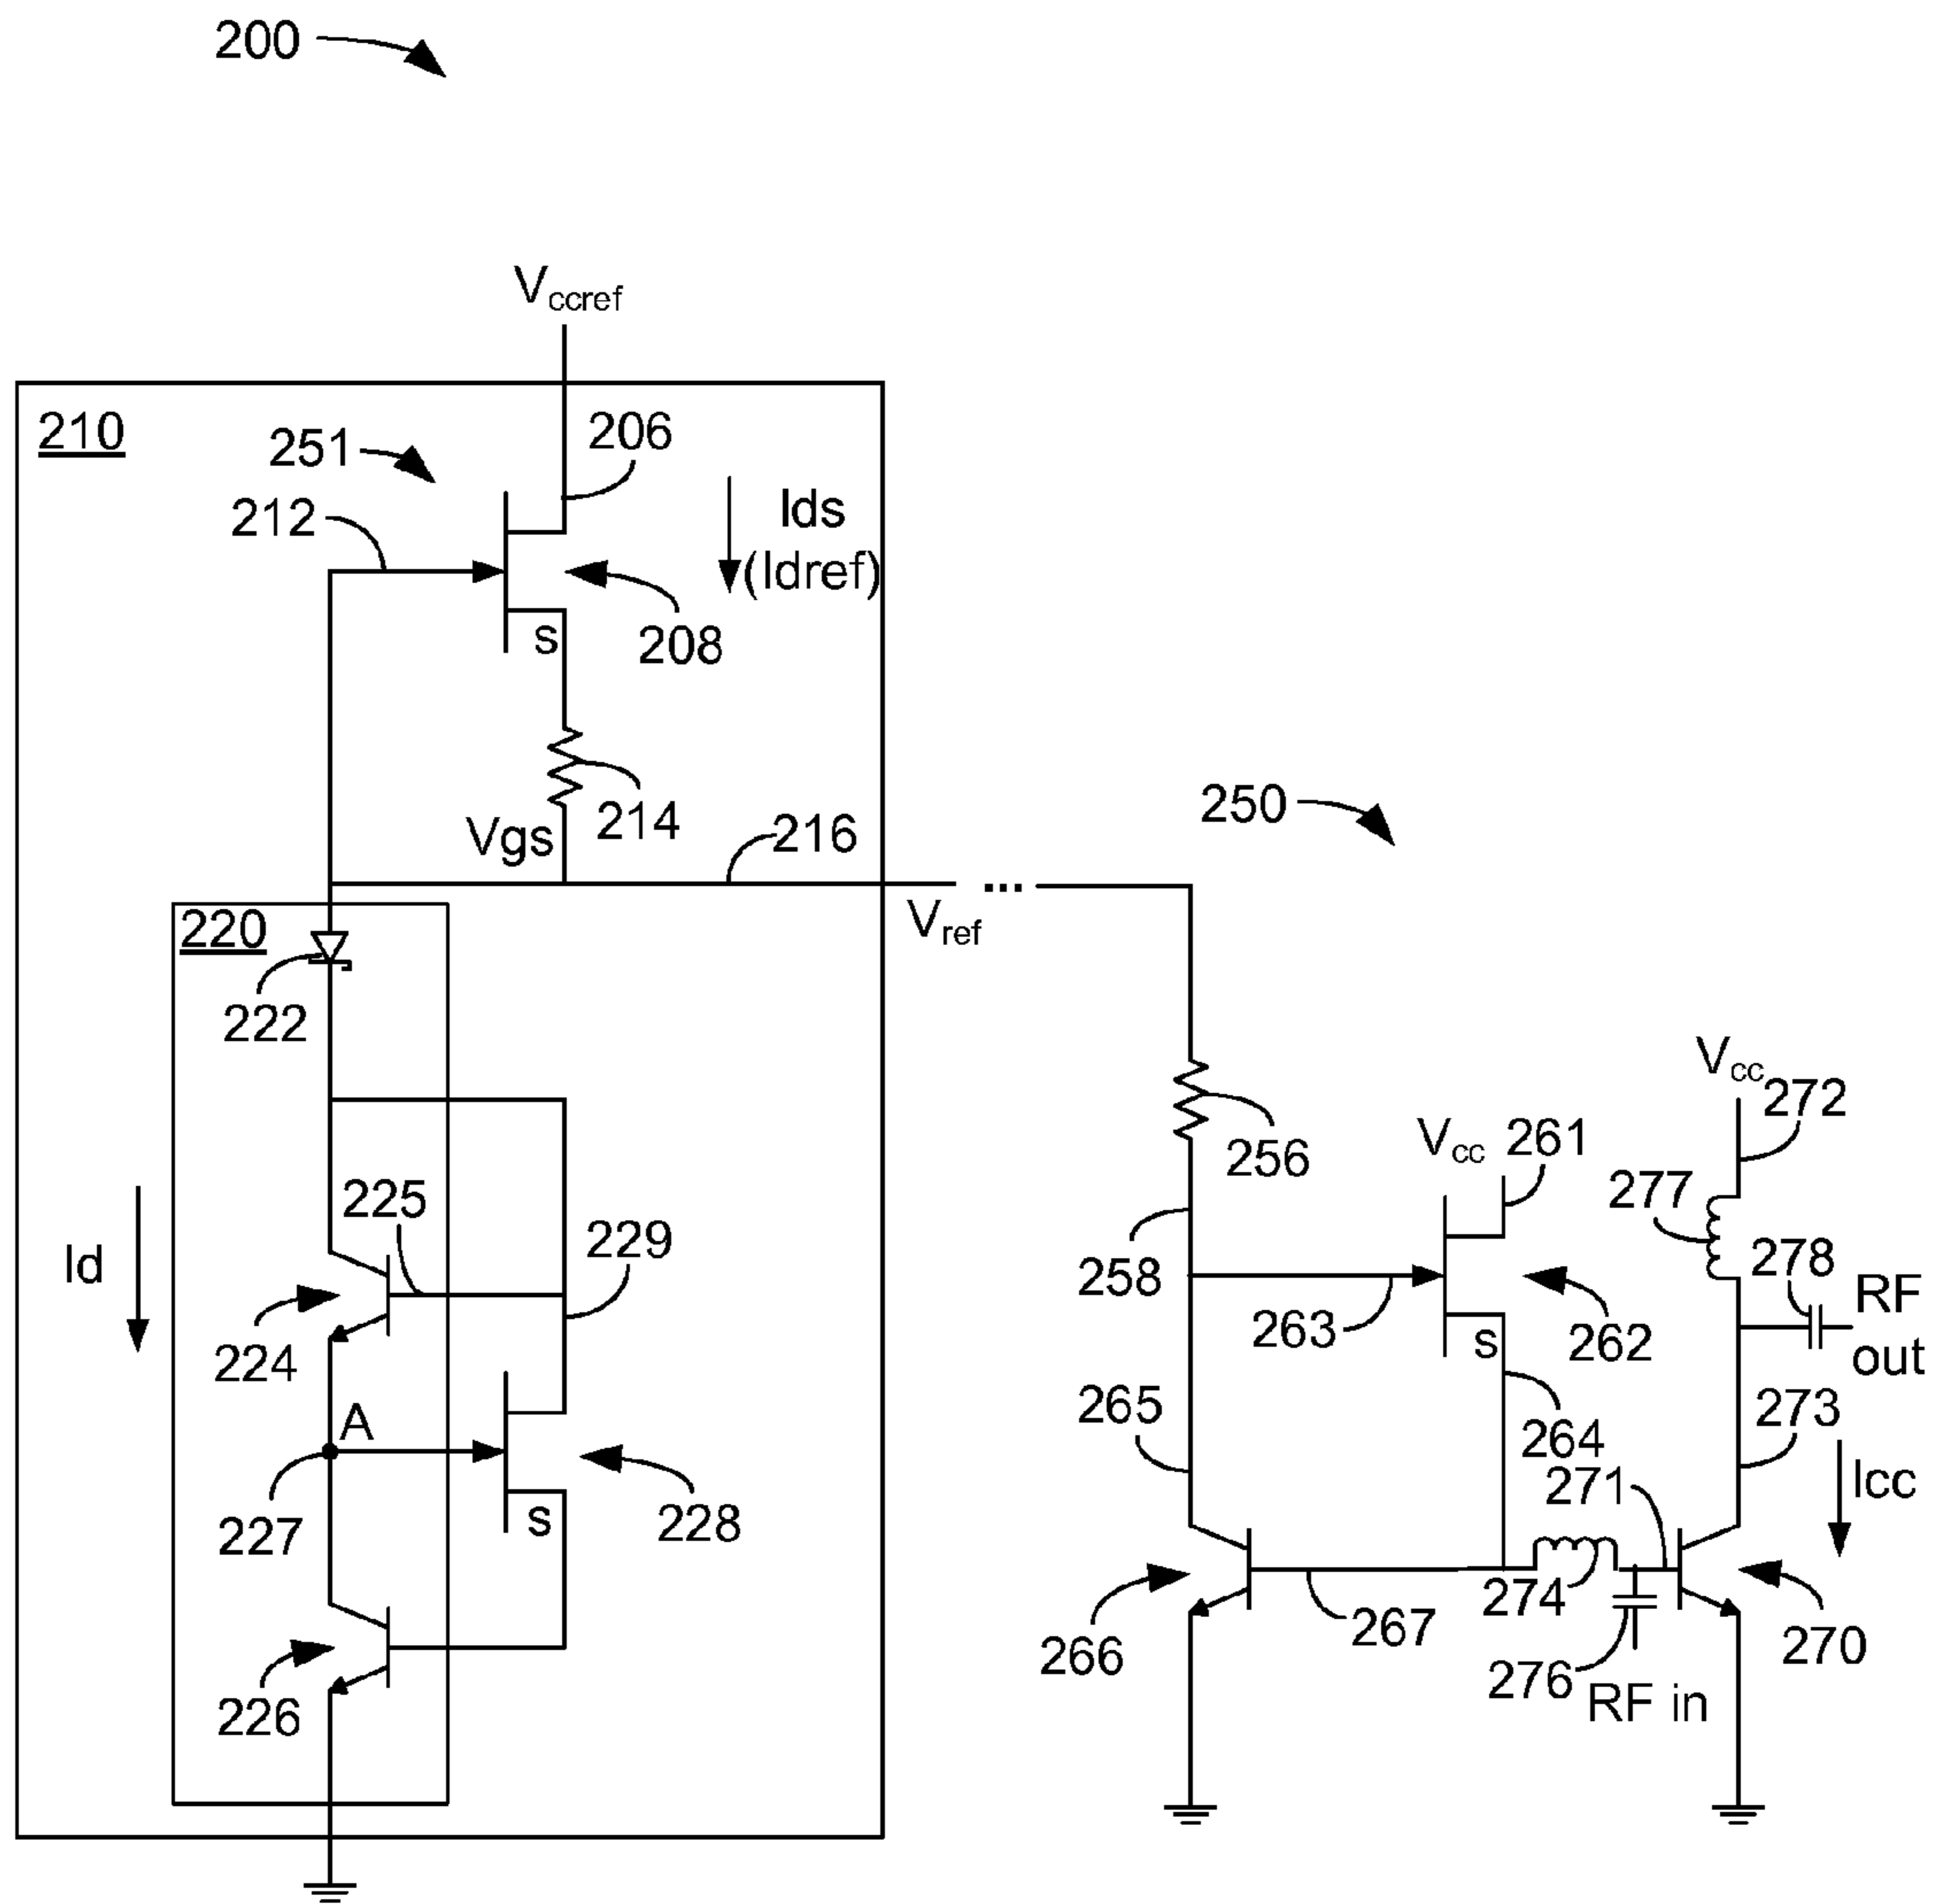 200
Vccref
210
251
206
212
Ids
(Idref)
s
208
214
Vgs
216
250
Vref
220
222
256
Vcc
272
Vcc
261
277
225
229
Id
258
278
RF
out
263
262
224
s
265
A
273
264
271
Icc
227
s
228
274
267
266
276
270
226
RF in